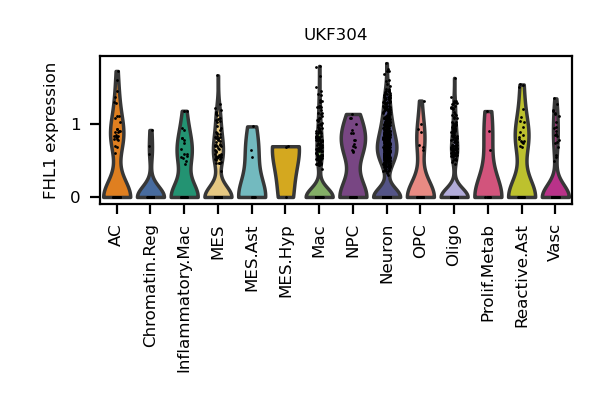 UKF304
FHL1 expression
1
0
AC
Chromatin.Reg
Inflammatory.Mac
MES
MES.Ast
MES.Hyp
Mac
NPC
Neuron
OPC
Oligo
Prolif.Metab
Reactive.Ast
Vasc